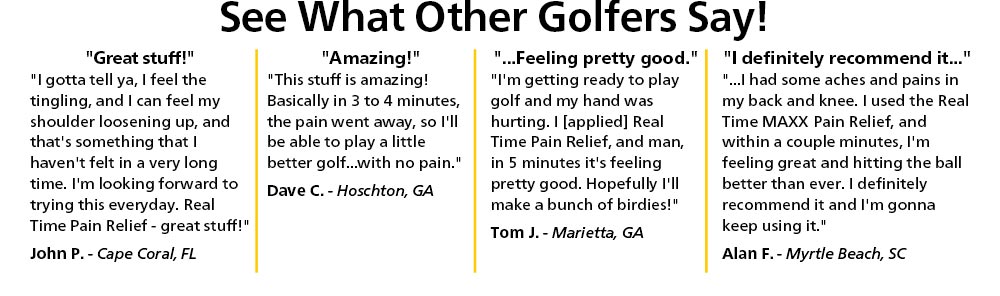 See What Other Golfers Say!
"Great stuff!"
"I gotta tell ya, I feel the
tingling, and I can feel my
shoulder loosening up, and
that's something that I
haven't felt in a very long
time. I'm looking forward to
trying this everyday. Real
Time Pain Relief - great stuff!"
John P. - Cape Coral, FL
"Amazing!"
"This stuff is amazing!
Basically in 3 to 4 minutes,
the pain went away, so I'll
be able to play a little
better golf...with no pain."
Dave C. - Hoschton, GA
"...Feeling pretty good."
"I'm getting ready to play
golf and my hand was
hurting. I [applied] Real
Time Pain Relief, and man,
in 5 minutes it's feeling
pretty good. Hopefully I'll
make a bunch of birdies!"
Tom J. - Marietta, GA
"I definitely recommend it..."
"...I had some aches and pains in
my back and knee. I used the Real
Time MAXX Pain Relief, and
within a couple minutes, I'm
feeling great and hitting the ball
better than ever. I definitely
recommend it and I'm gonna
keep using it."
Alan F. - Myrtle Beach, SC